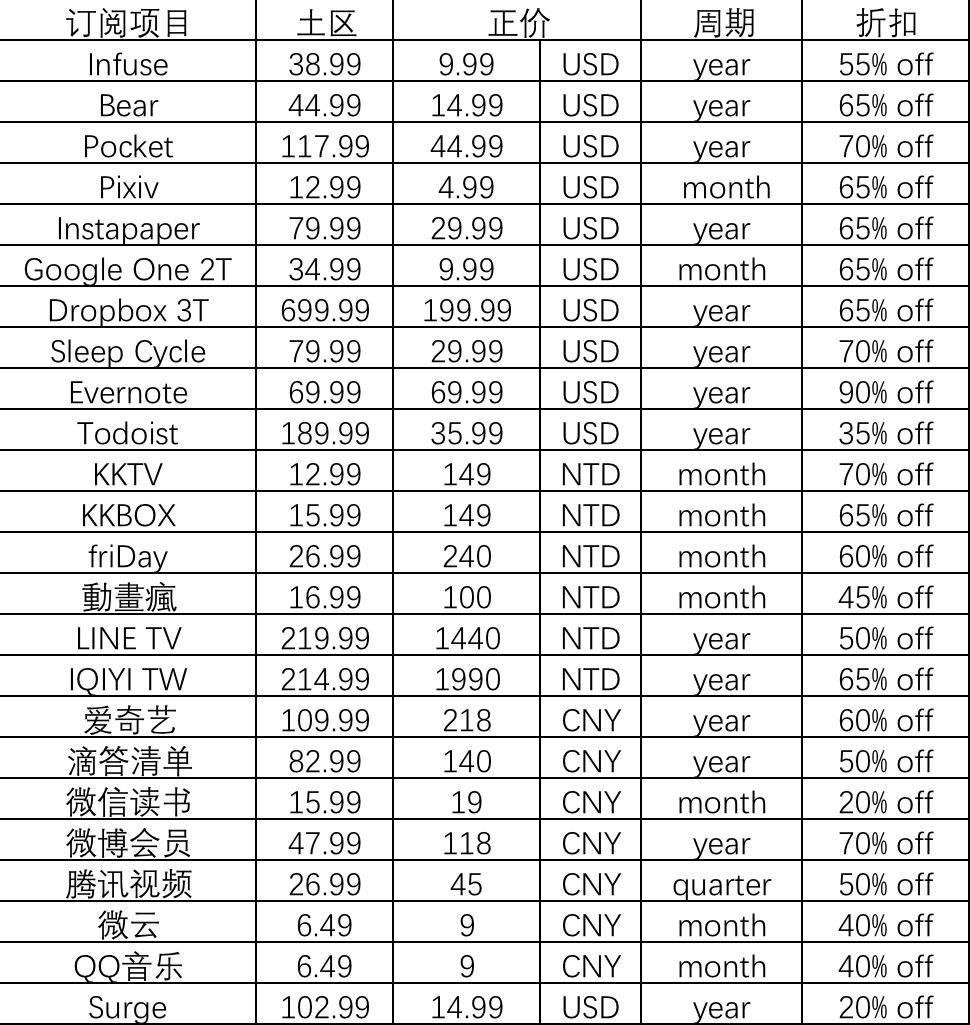 订阅项目 土区 正价 周期 折扣
Infuse 38.99 9.99 USD year 55% off
Bear 44.99 14.99 USD year 65% off
Pocket 117.99 44.99 USD year 70% off
Pixiv 12.99 4.99 USD month 65% off
Instapaper 79.99 29.99 USD year 65% off
Google One 2T 34.99 9.99 USD month 65% off
Dropbox 3T 699.99 199.99 USD year 65% off
Sleep Cycle 79.99 29.99 USD year 70% off
Evernote 69.99 69.99 USD year 90% off
Todoist 189.99 35.99 USD year 35% off
KKTV 12.99 149 NTD month 70% off
KKBOX 15.99 149 NTD month 65% off
friDay 26.99 240 NTD month 60% off
動畫瘋 16.99 100 NTD month 45% off
LINE TV 219.99 1440 NTD year 50% off
IQIYI TW 214.99 1990 NTD year 65% off
爱奇艺 109.99 218 CNY year 60% off
滴答清单 82.99 140 CNY year 50% off
微信读书 15.99 19 CNY month 20% off
微博会员 47.99 118 CNY year 70% off
腾讯视频 26.99 45 CNY quarter 50% off
微云 6.49 9 CNY month 40% off
QQ音乐 6.49 9 CNY month 40% off
Surge 102.99 14.99 USD year 20% off